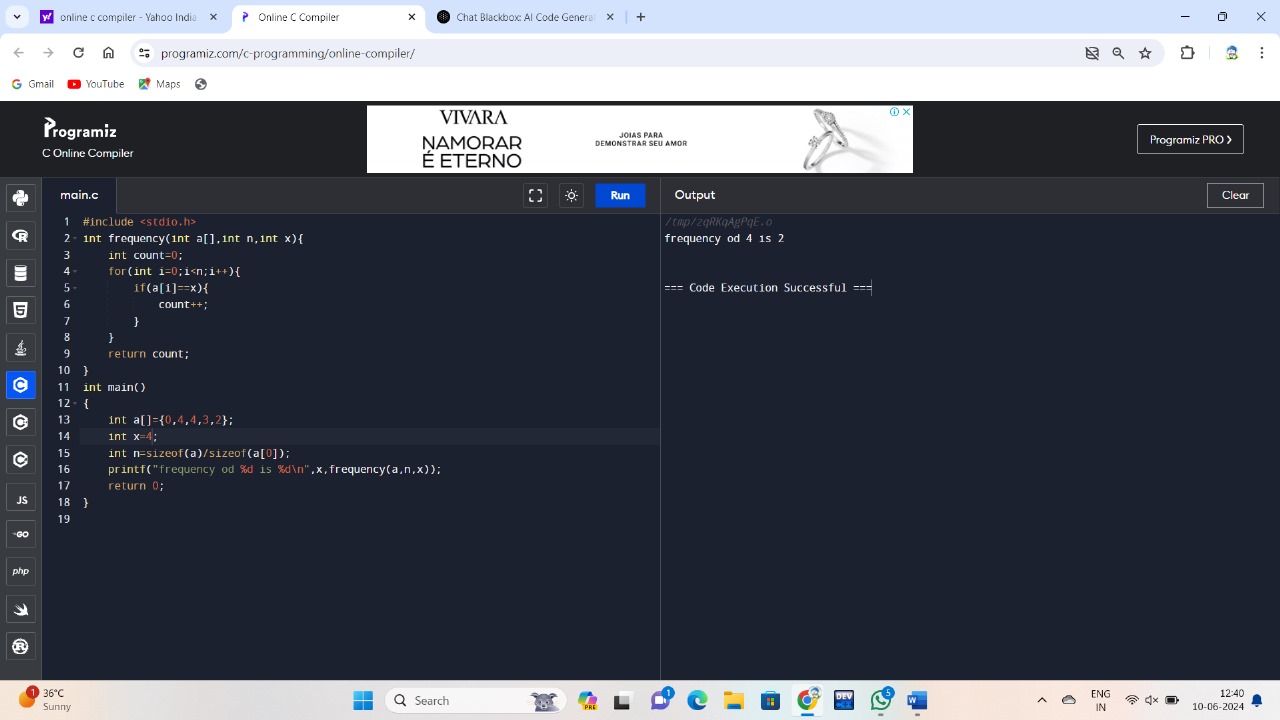 online c compiler - Yahoo India
Online C Compiler
Chat Blackbox: AI Code Generat
programiz.com/c-programming/online-compiler/
Gmail
YouTube
Maps
Programiz
C Online Compiler
VIVARA
NAMORAR
É ETERNO
JOIAS PARA
DEMONSTRAR SEU AMOR
Programiz PRO
main.c
Run
Output
Clear
1 #include <stdio.h>
2 int frequency(int a[],int n,int x){
3 int count=0;
4 for(int i=0;i<n;i++){
5 if(a[i]==x){
6 count++;
7 }
8 }
9 return count;
10 }
11 int main()
12 {
13 int a[]={0,4,4,3,2};
14 int x=4;
15 int n=sizeof(a)/sizeof(a[0]);
16 printf("frequency od %d is %d\n",x,frequency(a,n,x));
17 return 0;
18 }
19
/tmp/zqRKqAgPqE.o
frequency od 4 is 2
=== Code Execution Successful ===
JS
GO
php
1
36°C
Sunny
Search
PRE
1
DEV
5
ENG
IN
12:40
10-06-2024